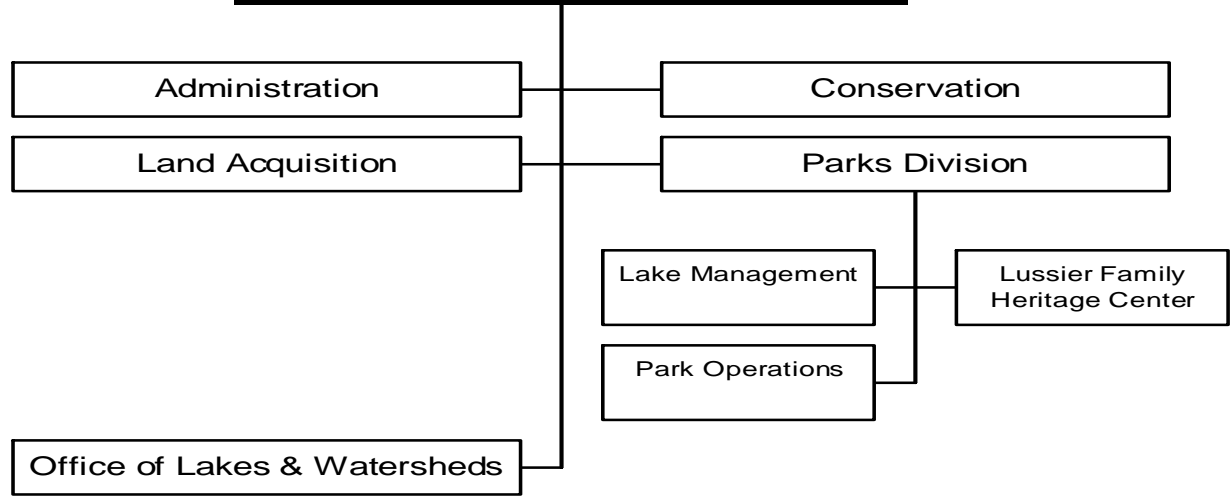 Administration
Conservation
Land Acquisition
Parks Division
Lake Management
Lussier Family
Heritage Center
Park Operations
Office of Lakes & Watersheds